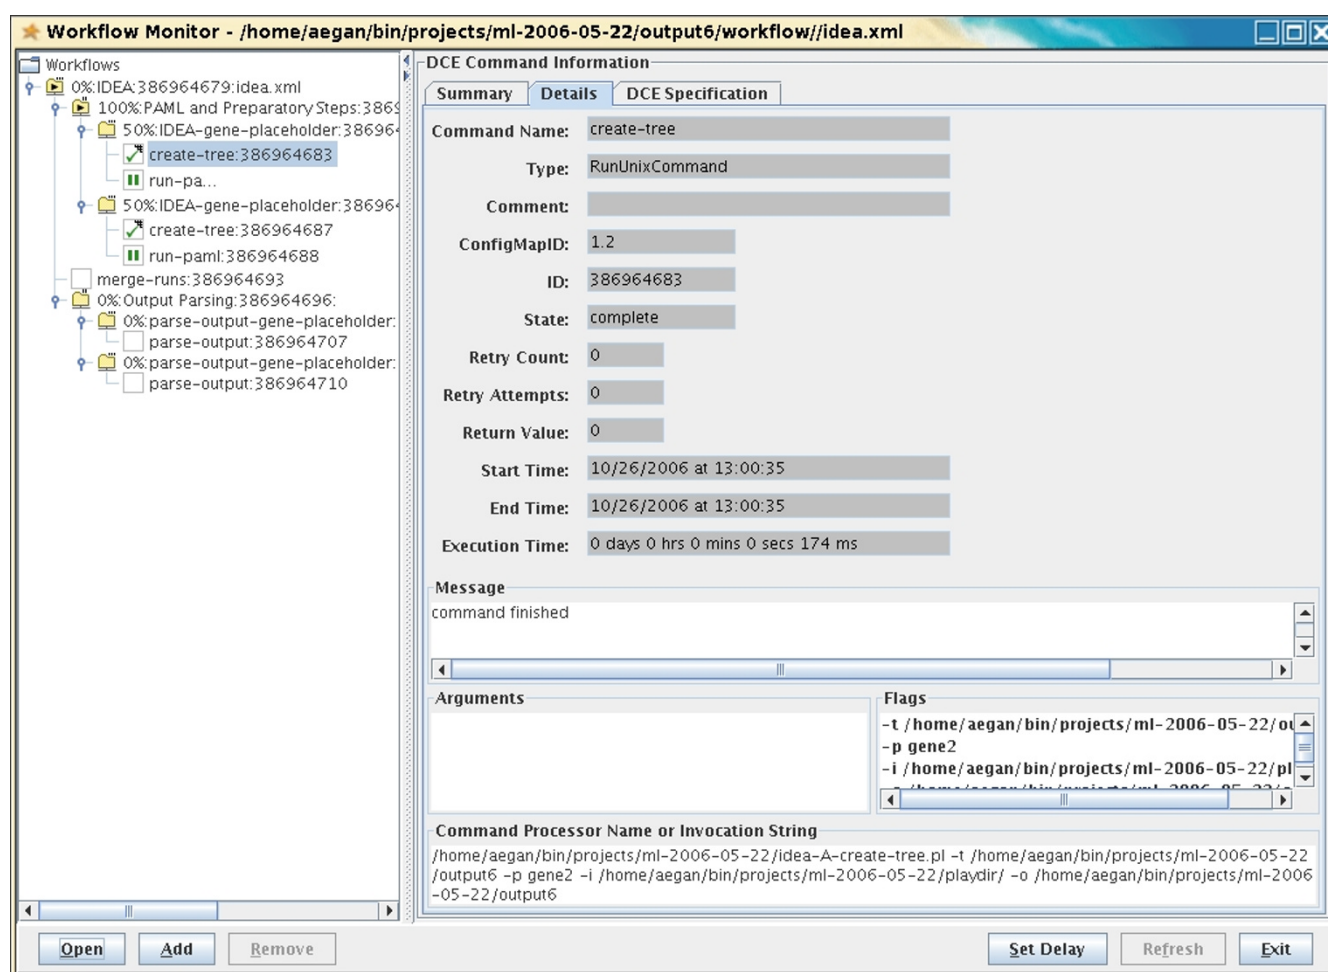 Workflow Monitor - /home/aegan/bin/projects/ml-2006-05-22/output6/workflow//idea.xml
Workflows
0%:IDEA:386964679:idea.xml
100%:PAML and Preparatory Steps:3869
50%:IDEA-gene-placeholder:38696
create-tree:386964683
run-pa...
50%:IDEA-gene-placeholder:38696
create-tree:386964687
run-paml:386964688
merge-runs:386964693
0%:Output Parsing:386964696:
0%:parse-output-gene-placeholder:
parse-output:386964707
0%:parse-output-gene-placeholder:
parse-output:386964710
DCE Command Information
Summary Details DCE Specification
Command Name: create-tree
Type: RunUnixCommand
Comment:
ConfigMapID: 1.2
ID: 386964683
State: complete
Retry Count: 0
Retry Attempts: 0
Return Value: 0
Start Time: 10/26/2006 at 13:00:35
End Time: 10/26/2006 at 13:00:35
Execution Time: 0 days 0 hrs 0 mins 0 secs 174 ms
Message
command finished
Arguments
Flags
-t /home/aegan/bin/projects/ml-2006-05-22/ou
-p gene2
-i /home/aegan/bin/projects/ml-2006-05-22/pl
Command Processor Name or Invocation String
/home/aegan/bin/projects/ml-2006-05-22/idea-A-create-tree.pl -t /home/aegan/bin/projects/ml-2006-05-22
/output6 -p gene2 -i /home/aegan/bin/projects/ml-2006-05-22/playdir/ -o /home/aegan/bin/projects/ml-2006
-05-22/output6
Open Add Remove Set Delay Refresh Exit